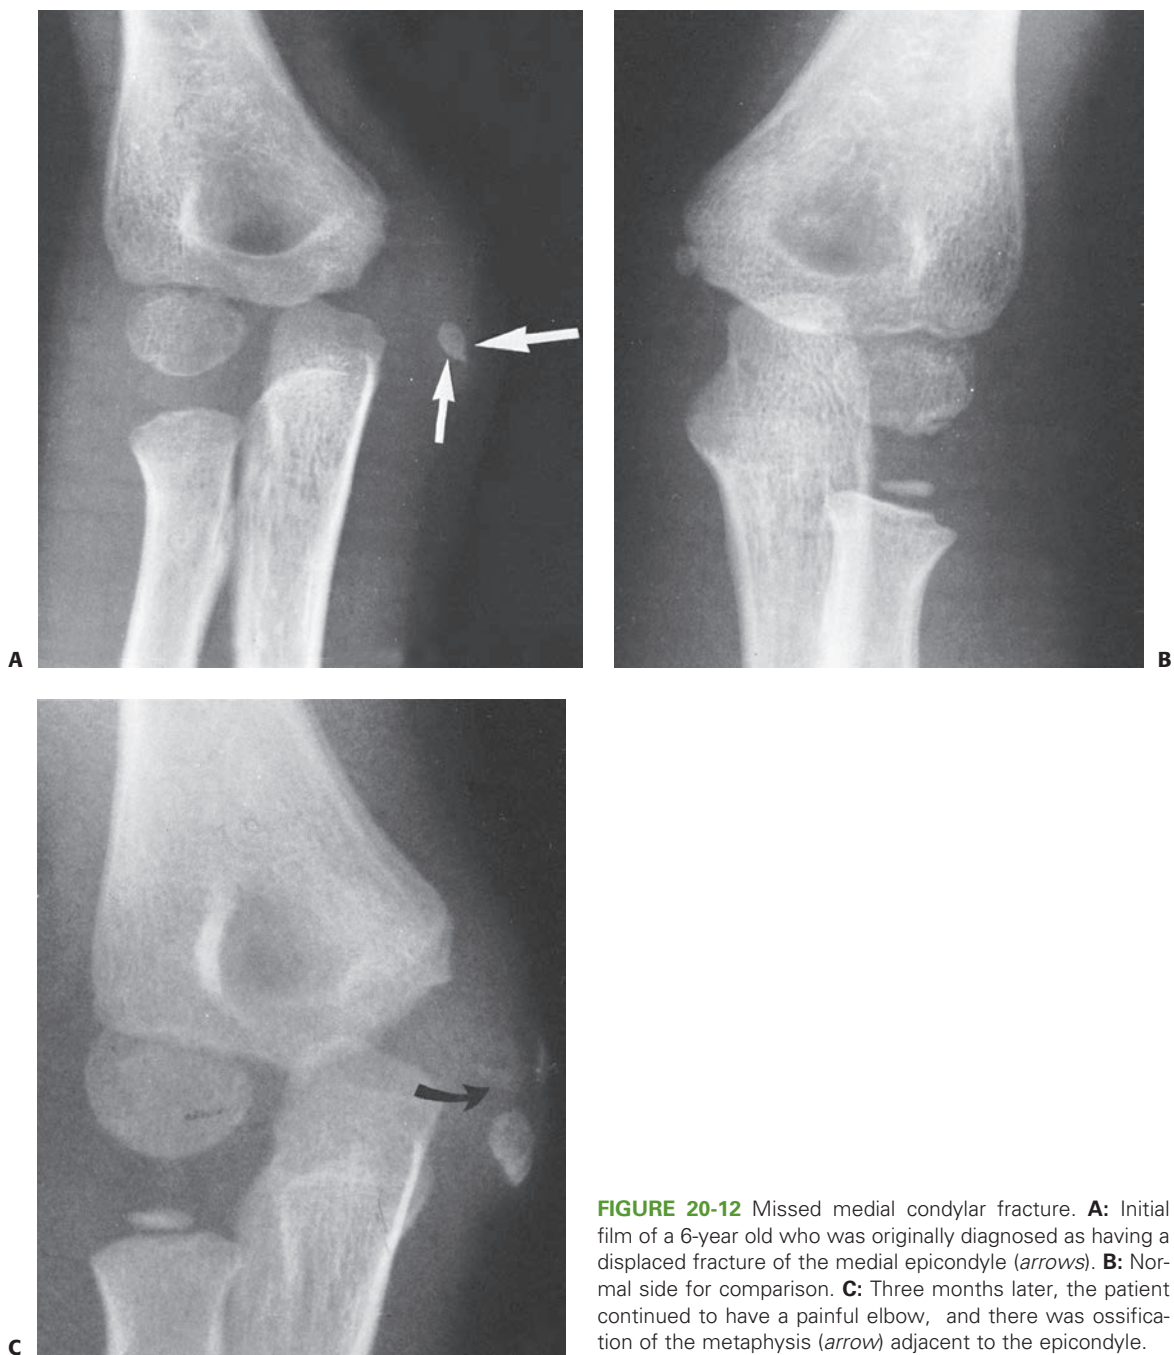 A
B
C
FIGURE 20-12 Missed medial condylar fracture. A: Initial
film of a 6-year old who was originally diagnosed as having a
displaced fracture of the medial epicondyle (arrows). B: Nor-
mal side for comparison. C: Three months later, the patient
continued to have a painful elbow, and there was ossifica-
tion of the metaphysis (arrow) adjacent to the epicondyle.